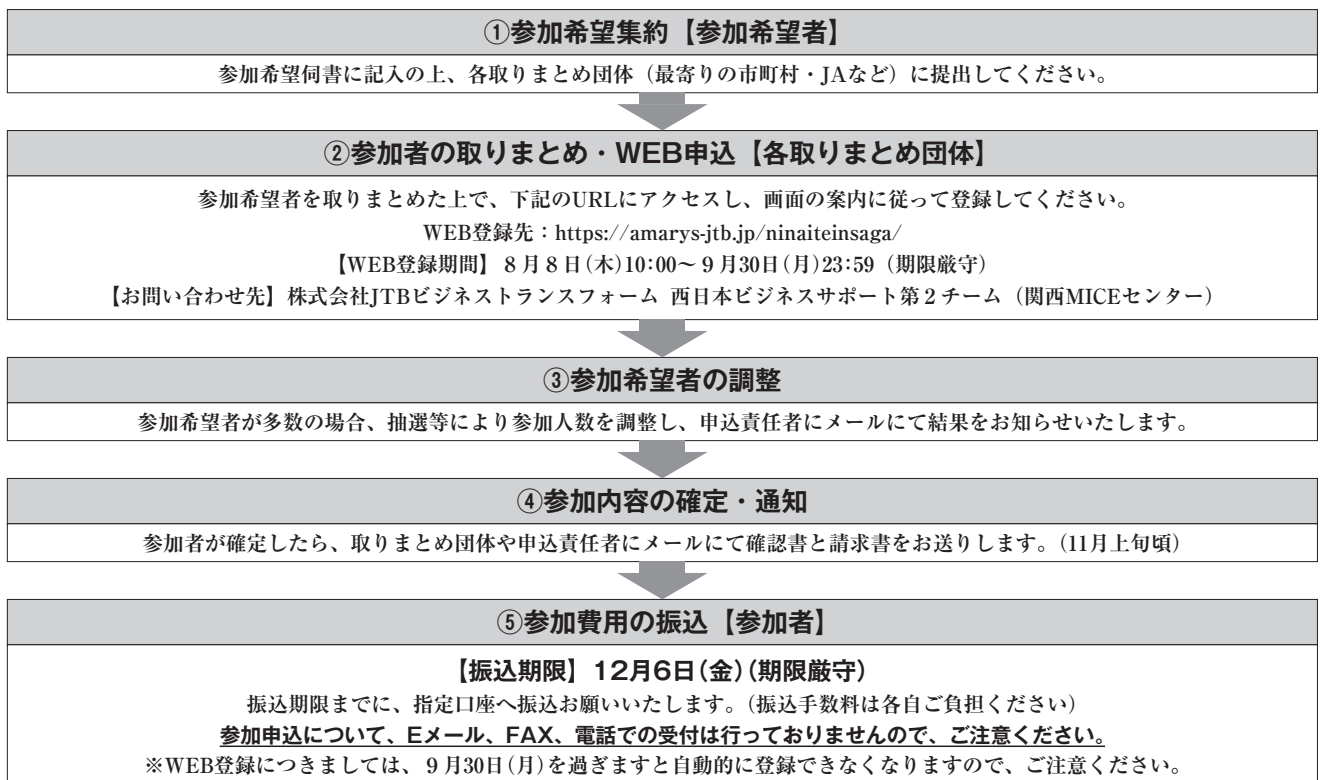 ①参加希望集約【参加希望者】
参加希望伺書に記入の上、各取りまとめ団体（最寄りの市町村・JAなど）に提出してください。
②参加者の取りまとめ・WEB申込【各取りまとめ団体】
参加希望者を取りまとめた上で、下記のURLにアクセスし、画面の案内に従って登録してください。
WEB登録先：https://amarys-jtb.jp/ninaiteinsaga/
【WEB登録期間】８月８日(木)10:00～９月30日(月)23:59（期限厳守）
【お問い合わせ先】株式会社JTBビジネストランスフォーム 西日本ビジネスサポート第２チーム（関西MICEセンター）
③参加希望者の調整
参加希望者が多数の場合、抽選等により参加人数を調整し、申込責任者にメールにて結果をお知らせいたします。
④参加内容の確定・通知
参加者が確定したら、取りまとめ団体や申込責任者にメールにて確認書と請求書をお送りします。(11月上旬頃)
⑤参加費用の振込【参加者】
【振込期限】12月6日(金)(期限厳守)
振込期限までに、指定口座へ振込お願いいたします。(振込手数料は各自ご負担ください)
参加申込について、Eメール、FAX、電話での受付は行っておりませんので、ご注意ください。
※WEB登録につきましては、９月30日(月)を過ぎますと自動的に登録できなくなりますので、ご注意ください。